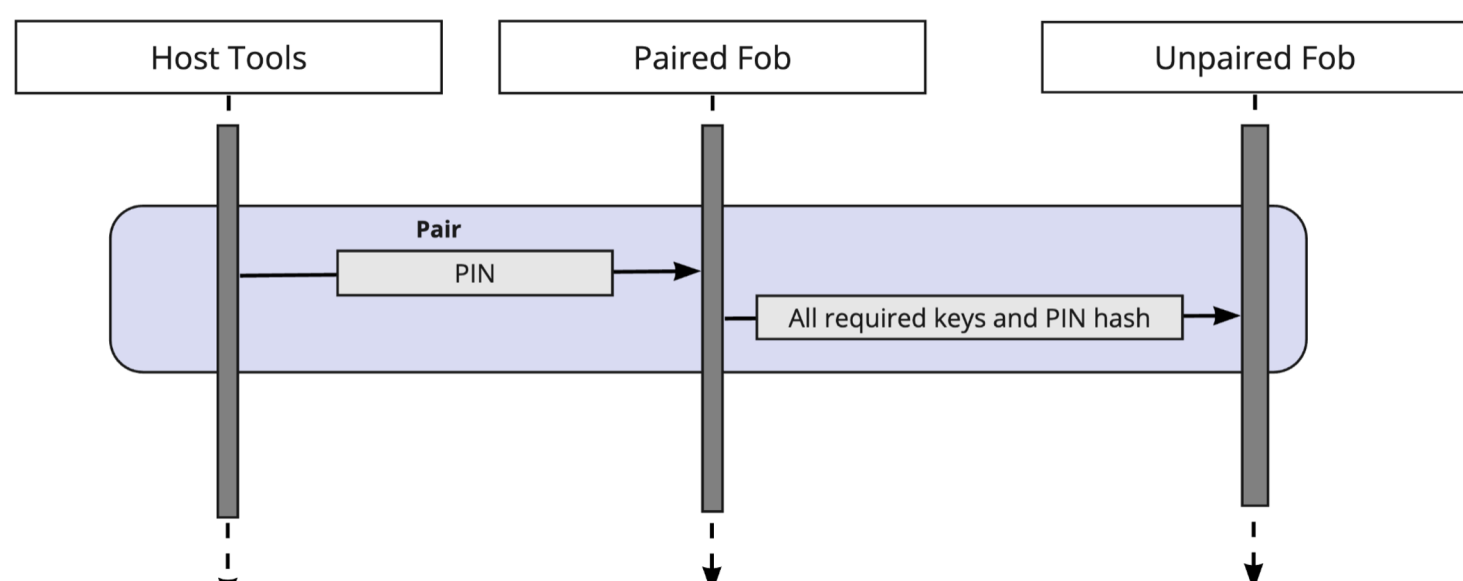 Host Tools
Paired Fob
Unpaired Fob
Pair
PIN
All required keys and PIN hash